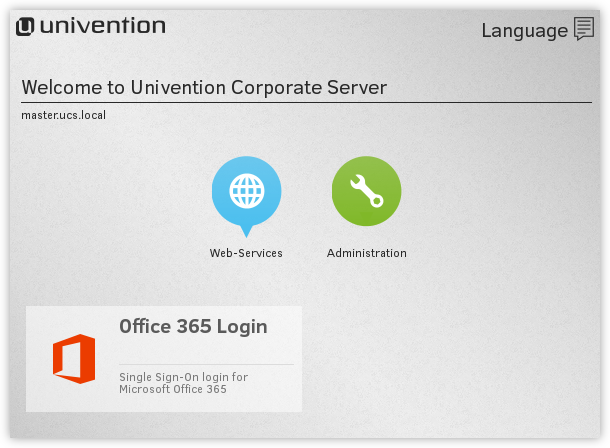 univention
Language
Welcome to Univention Corporate Server
master.ucs.local
Web-Services
Administration
Office 365 Login
Single Sign-On login for
Microsoft Office 365